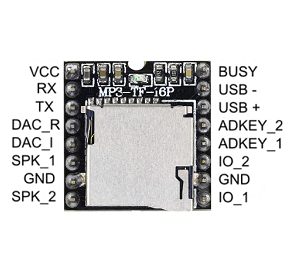 VCC
RX
TX
DAC_R
DAC_I
SPK_1
GND
SPK_2
MP3-TF-16P
BUSY
USB -
USB +
ADKEY_2
ADKEY_1
IO_2
GND
IO_1